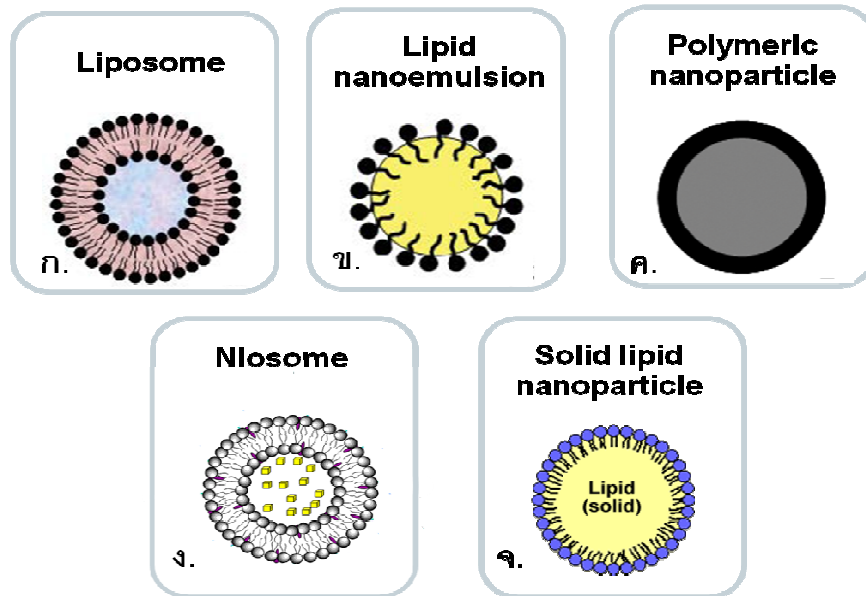 Liposome
ก.
Lipid
nanoemulsion
ข.
Polymeric
nanoparticle
ค.
Niosome
ง.
Solid lipid
nanoparticle
Lipid
(solid)
จ.